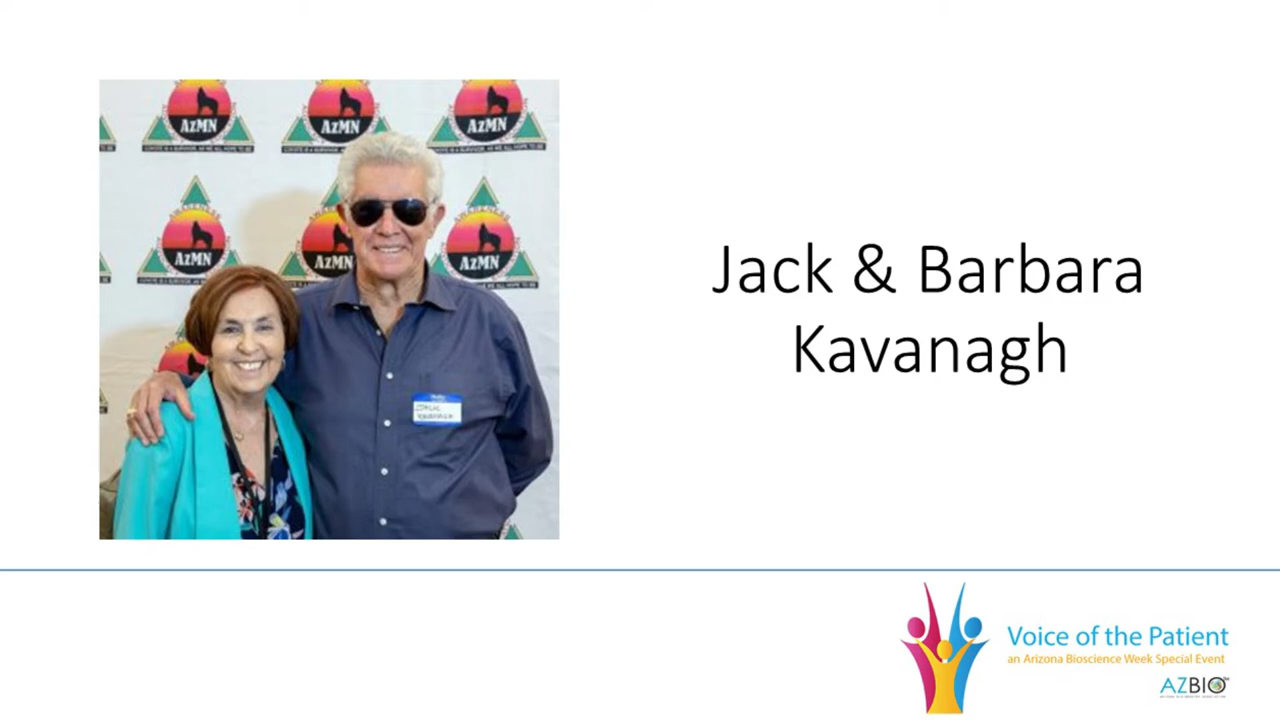 AzMN
AzMN
AzMN
AzMN
AzMN
AzMN
Jack & Barbara
Kavanagh
Voice of the Patient
an Arizona Bioscience Week Special Event
AZBIO